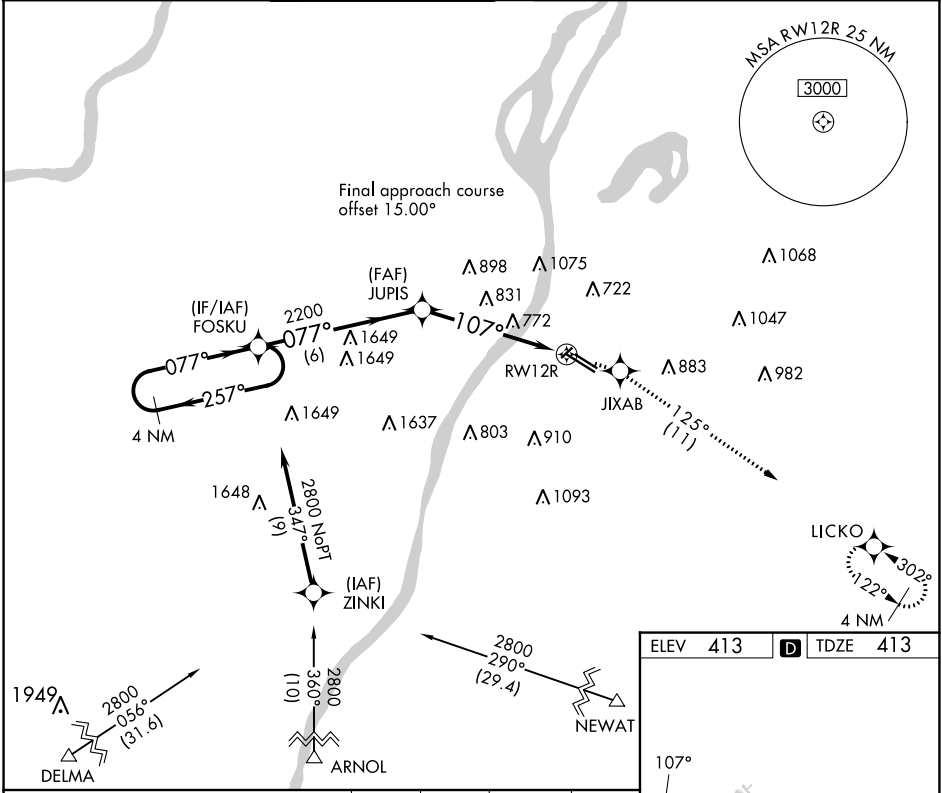 MSA RW12R 25 NM
3000
Final approach course
offset 15.00°
1068
898
1075
(FAF)
JUPIS
831
722
(IF/IAF)
FOSKU
2200
077°
(6)
1649
1649
107°
772
1047
077°
257°
4 NM
RW12R
JIXAB
883
982
125°
(11)
1649
1637
803
910
1648
2800 NoPT
347°
(9)
1093
(IAF)
ZINKI
LICKO
302°
122°
4 NM
1949
2800
056°
(31.6)
DELMA
2800
360°
(10)
ARNOL
2800
290°
(29.4)
NEWAT
ELEV 413 D TDZE 413
107°